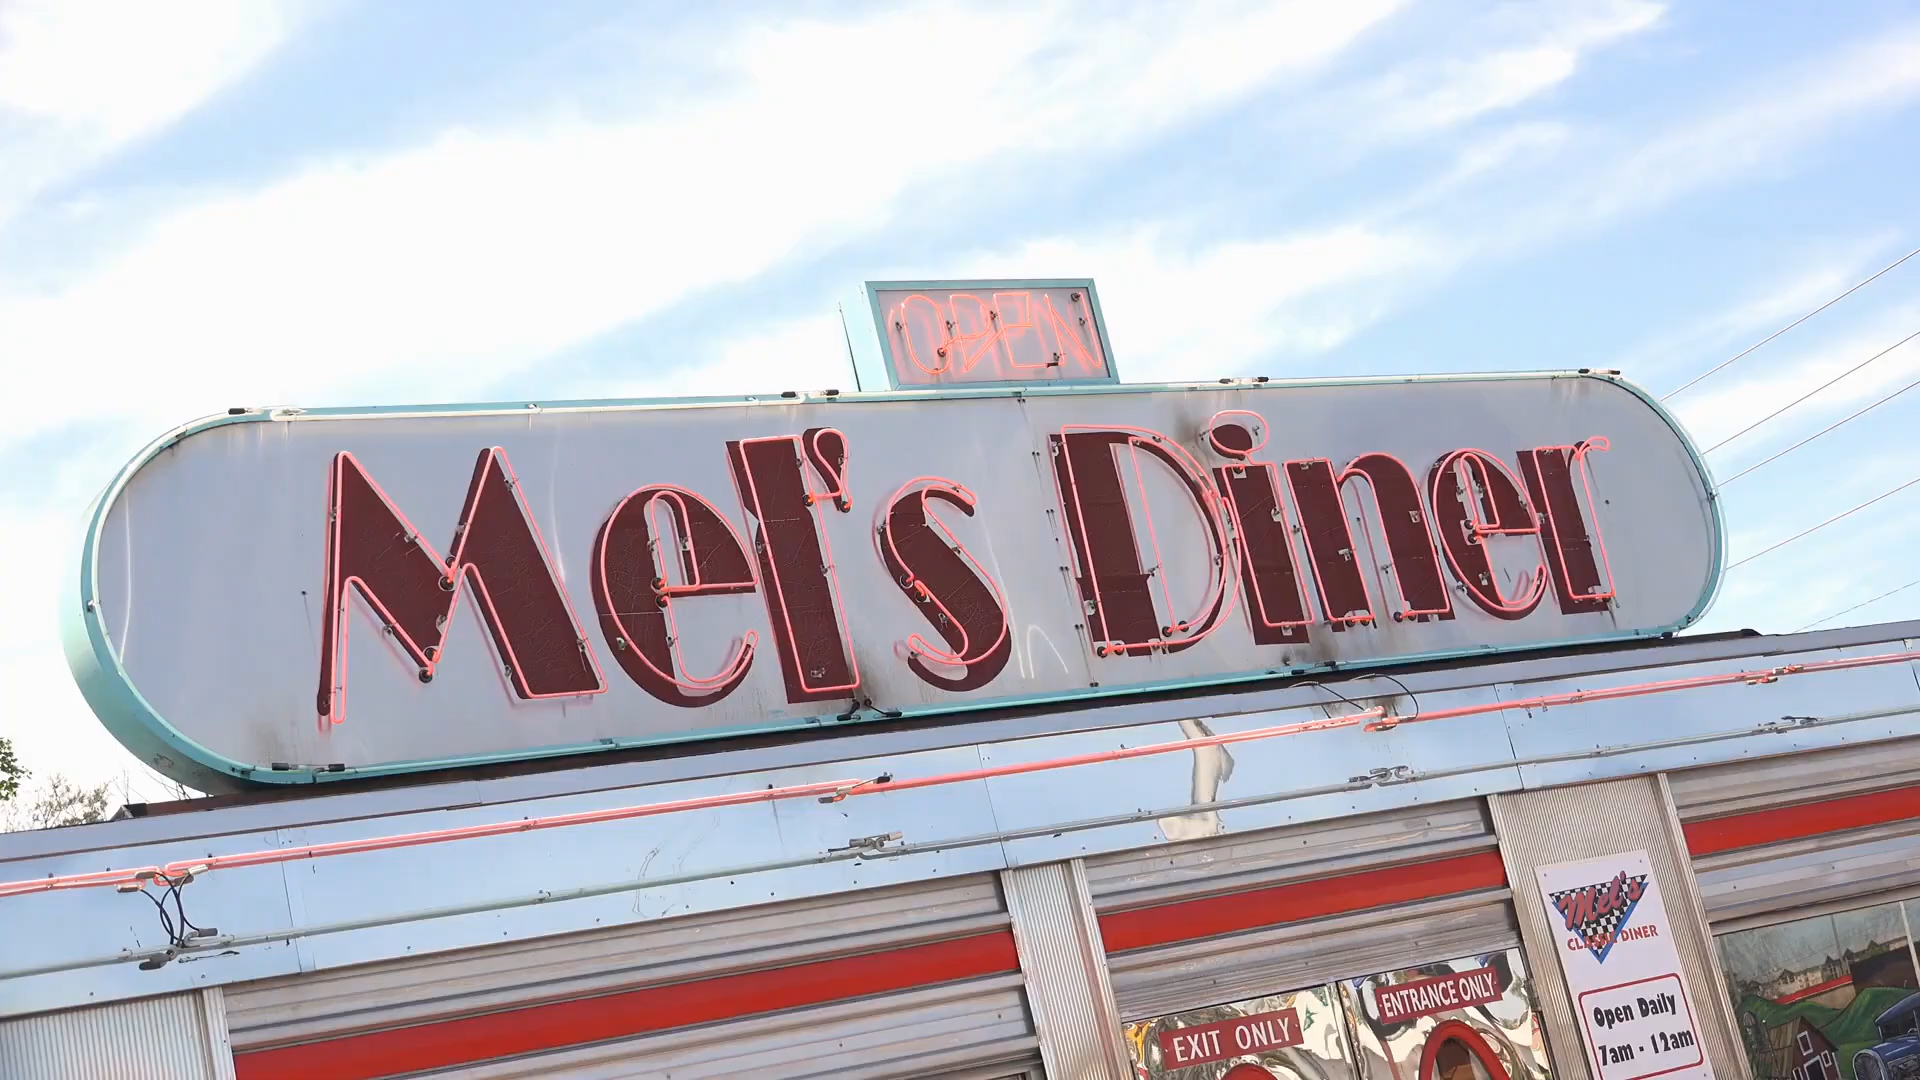 OPEN
Mel's Diner
Mel's
CLASSIC DINER
ENTRANCE ONLY
EXIT ONLY
Open Daily
7am - 12am